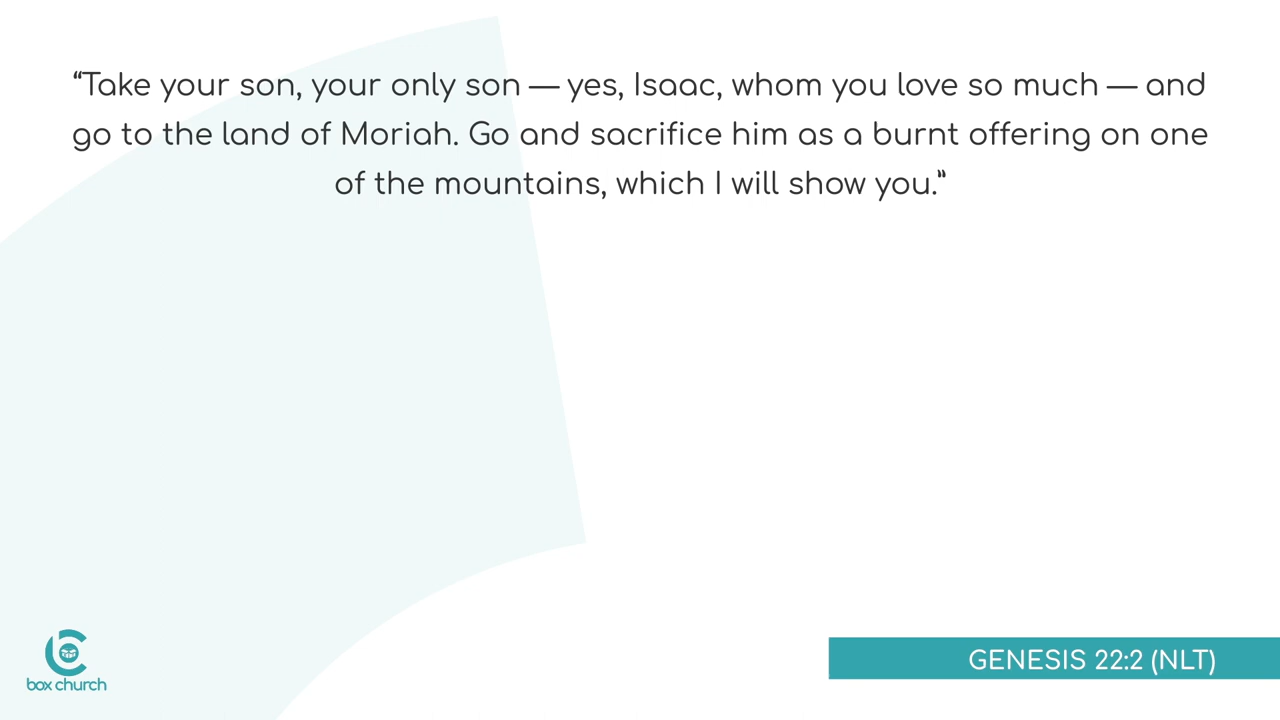 “Take your son, your only son — yes, Isaac, whom you love so much — and
go to the land of Moriah. Go and sacrifice him as a burnt offering on one
of the mountains, which I will show you.”
box church
GENESIS 22:2 (NLT)